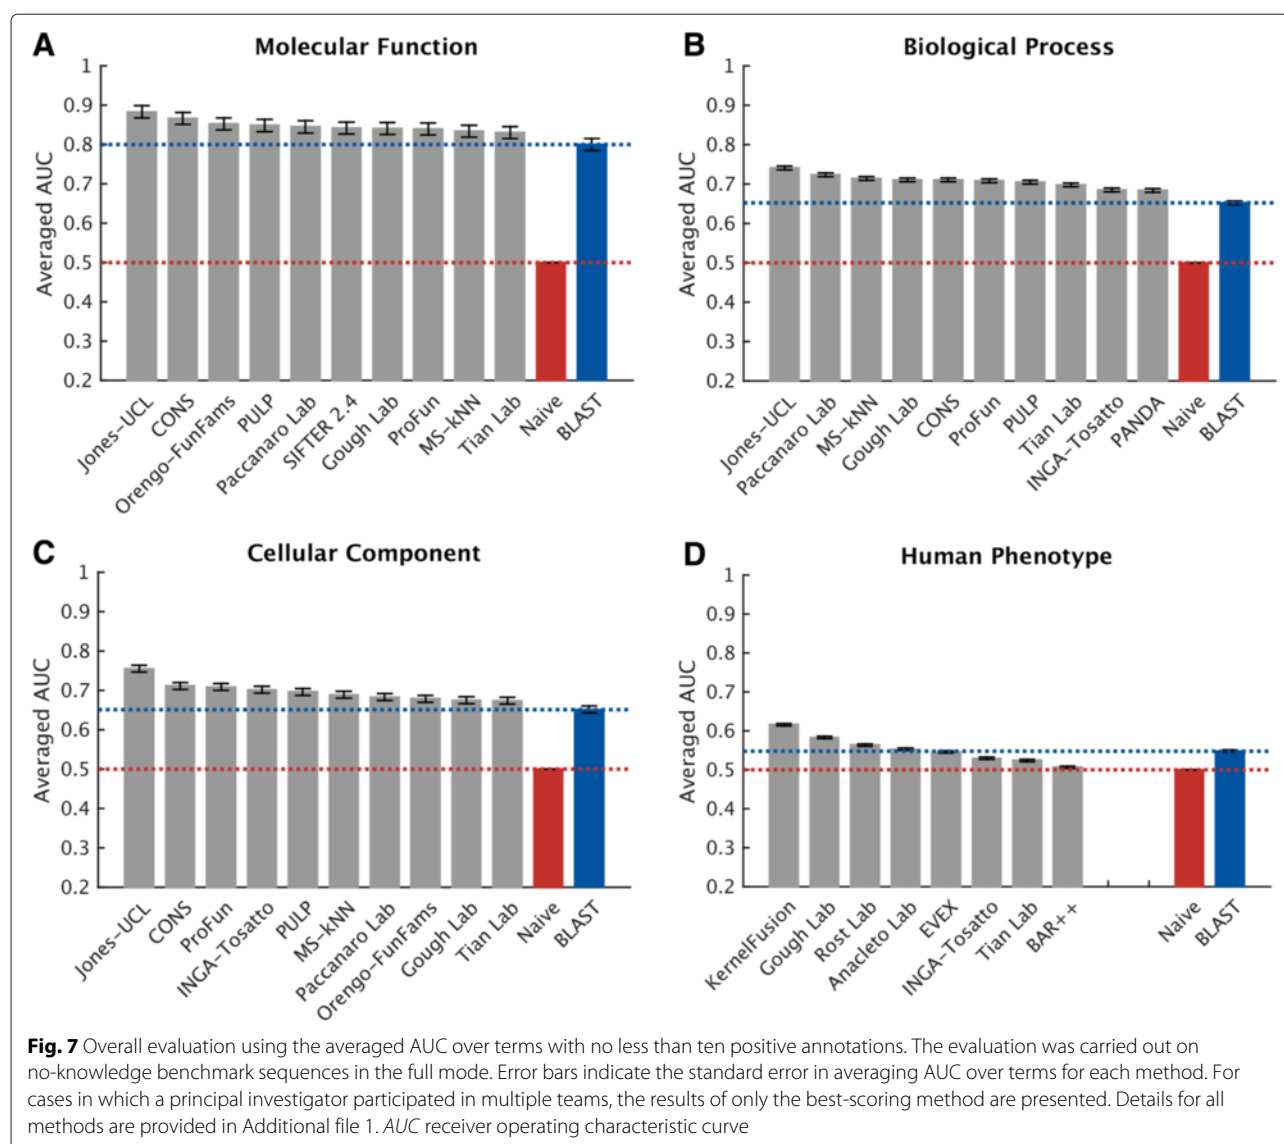 A
Molecular Function
Averaged AUC
1
0.9
0.8
0.7
0.6
0.5
0.4
0.3
0.2
Jones-UCL
CONS
Orengo-FunFams
PULP
Paccanaro Lab
SIFTER 2.4
Gough Lab
ProFun
MS-kNN
Tian Lab
Naive
BLAST
B
Biological Process
Averaged AUC
1
0.9
0.8
0.7
0.6
0.5
0.4
0.3
0.2
Jones-UCL
Paccanaro Lab
MS-kNN
Gough Lab
CONS
ProFun
PULP
Tian Lab
INGA-Tosatto
PANDA
Naive
BLAST
C
Cellular Component
Averaged AUC
1
0.9
0.8
0.7
0.6
0.5
0.4
0.3
0.2
Jones-UCL
CONS
ProFun
INGA-Tosatto
PULP
MS-kNN
Paccanaro Lab
Orengo-FunFams
Gough Lab
Tian Lab
Naive
BLAST
D
Human Phenotype
Averaged AUC
1
0.9
0.8
0.7
0.6
0.5
0.4
0.3
0.2
KernelFusion
Gough Lab
Rost Lab
Anacleto Lab
EVEX
INGA-Tosatto
Tian Lab
BAR++
Naive
BLAST
Fig. 7 Overall evaluation using the averaged AUC over terms with no less than ten positive annotations. The evaluation was carried out on
no-knowledge benchmark sequences in the full mode. Error bars indicate the standard error in averaging AUC over terms for each method. For
cases in which a principal investigator participated in multiple teams, the results of only the best-scoring method are presented. Details for all
methods are provided in Additional file 1. AUC receiver operating characteristic curve